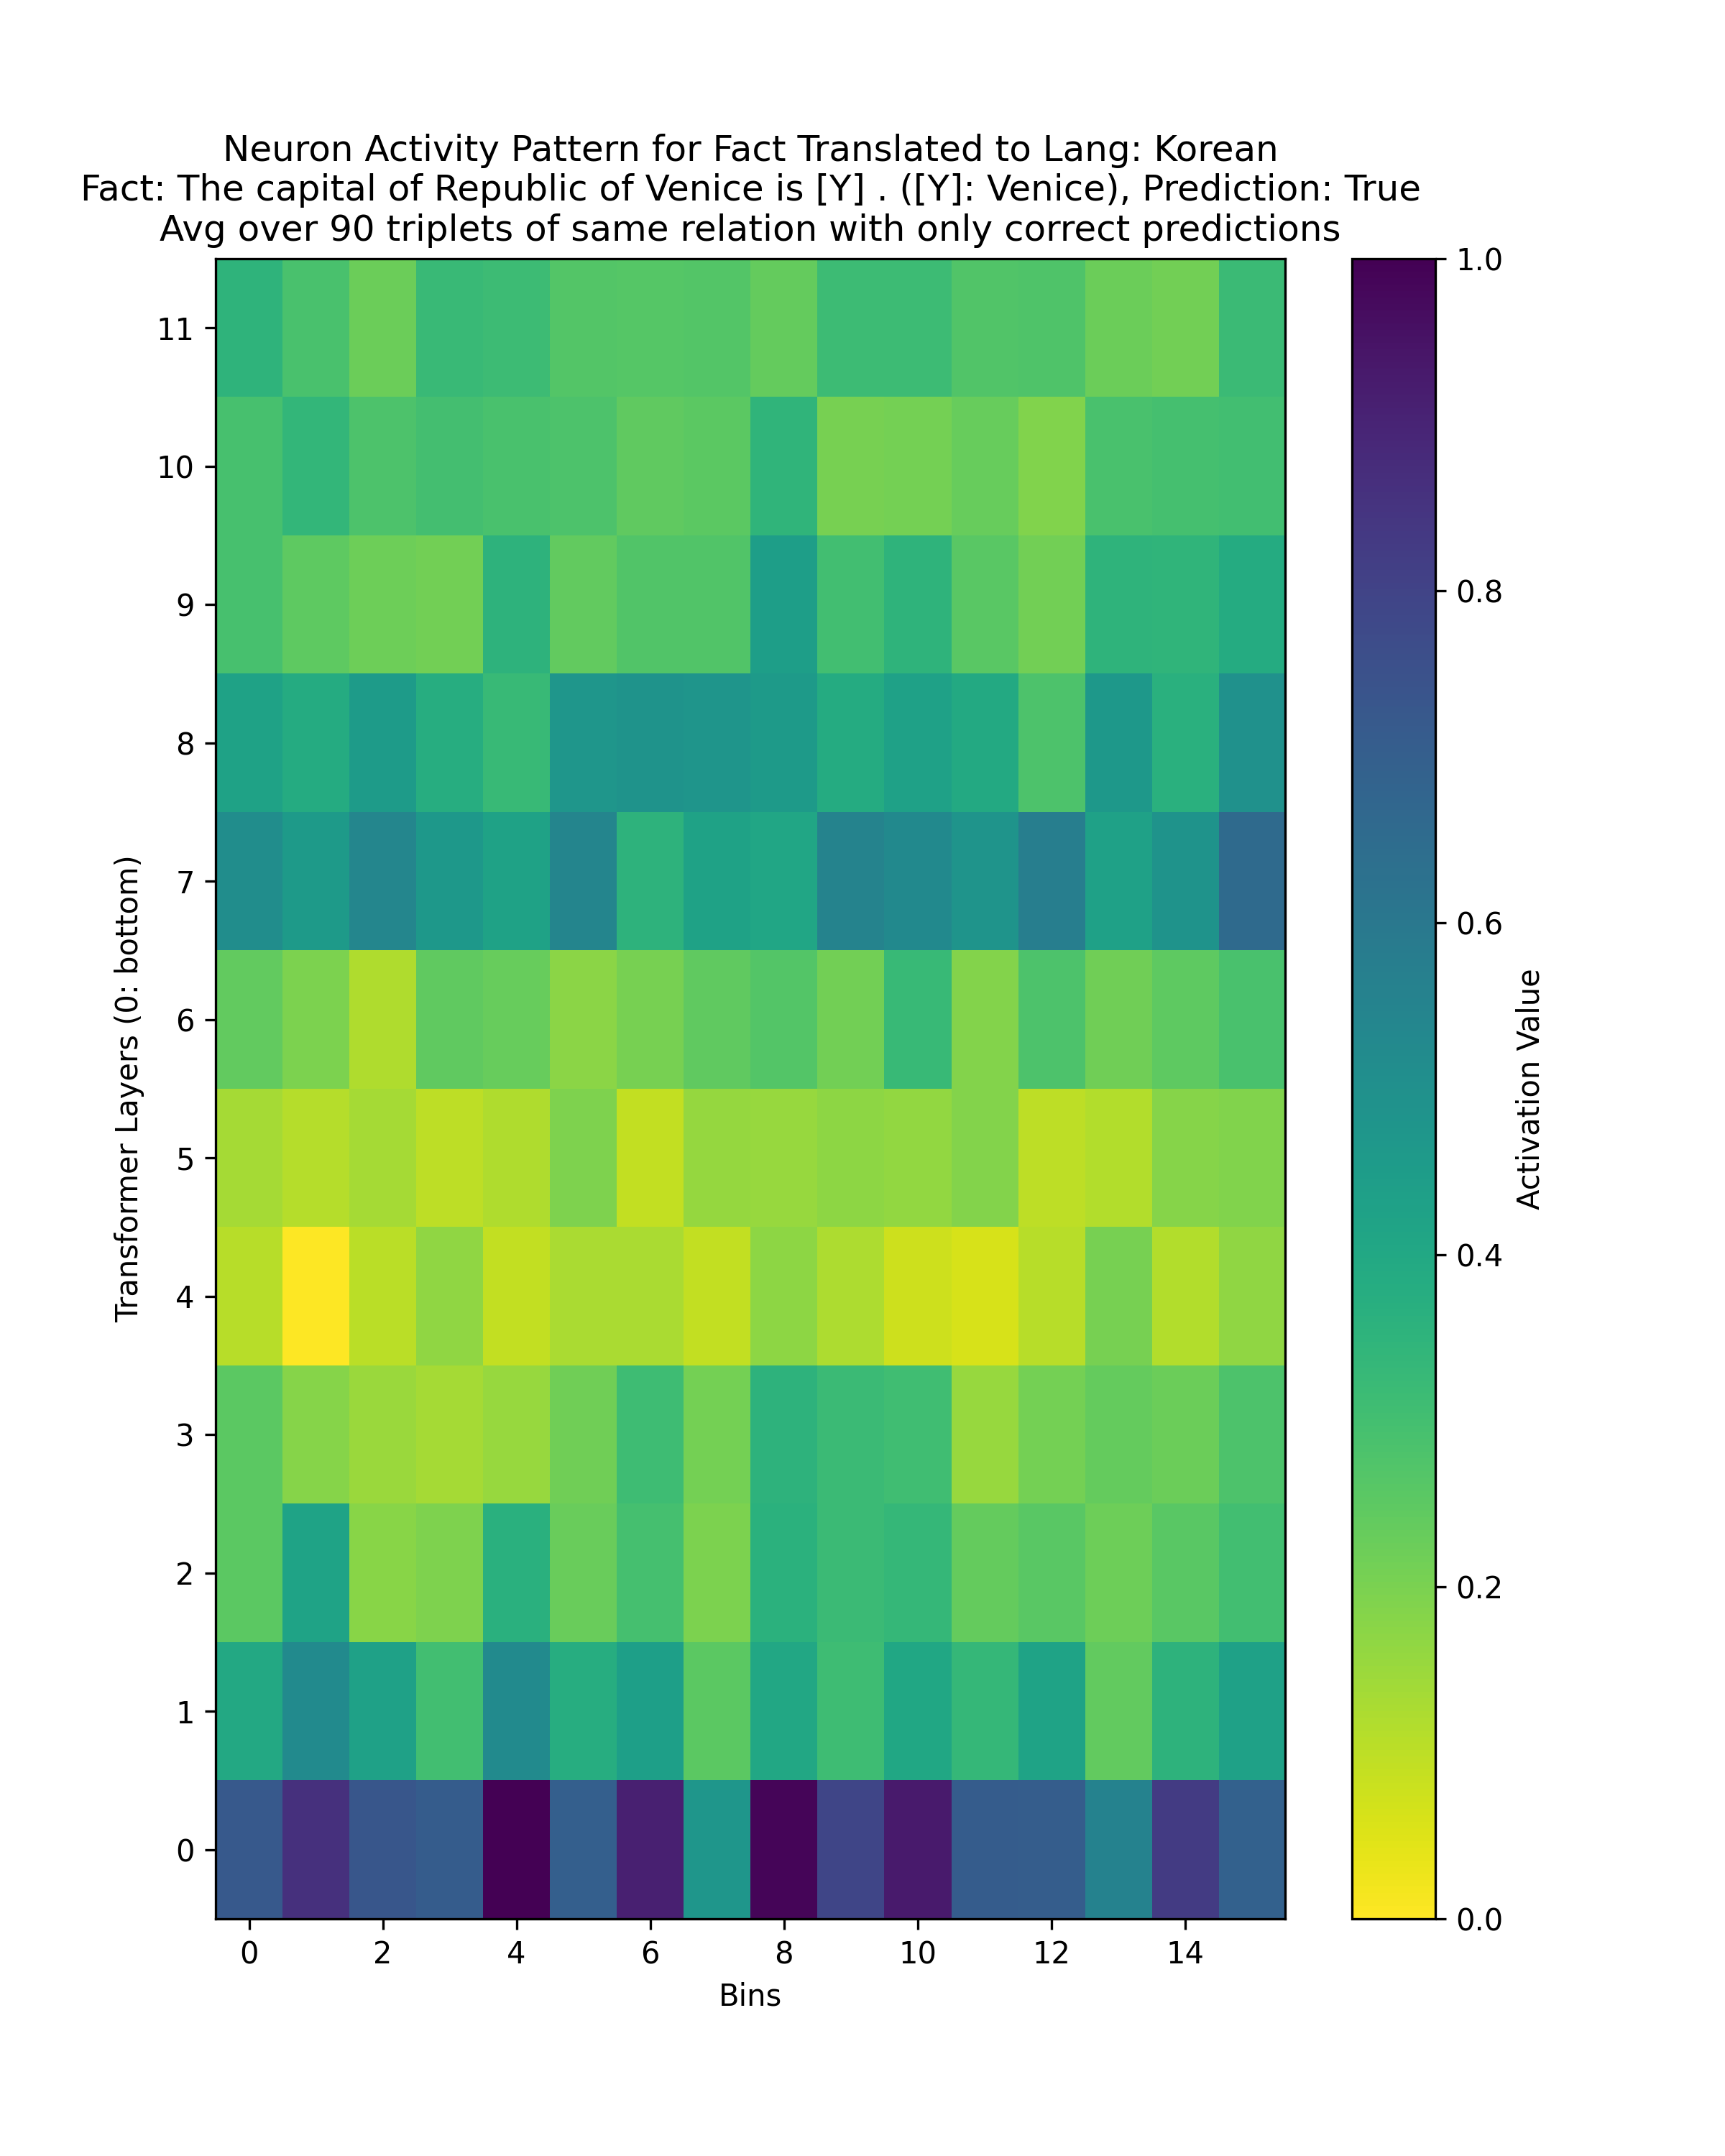 Neuron Activity Pattern for Fact Translated to Lang: Korean
Fact: The capital of Republic of Venice is [Y] . ([Y]: Venice), Prediction: True
Avg over 90 triplets of same relation with only correct predictions
11
10
9
8
7
6
5
4
3
2
1
0
Transformer Layers (0: bottom)
0 2 4 6 8 10 12 14
Bins
1.0
0.8
0.6
0.4
0.2
0.0
Activation Value